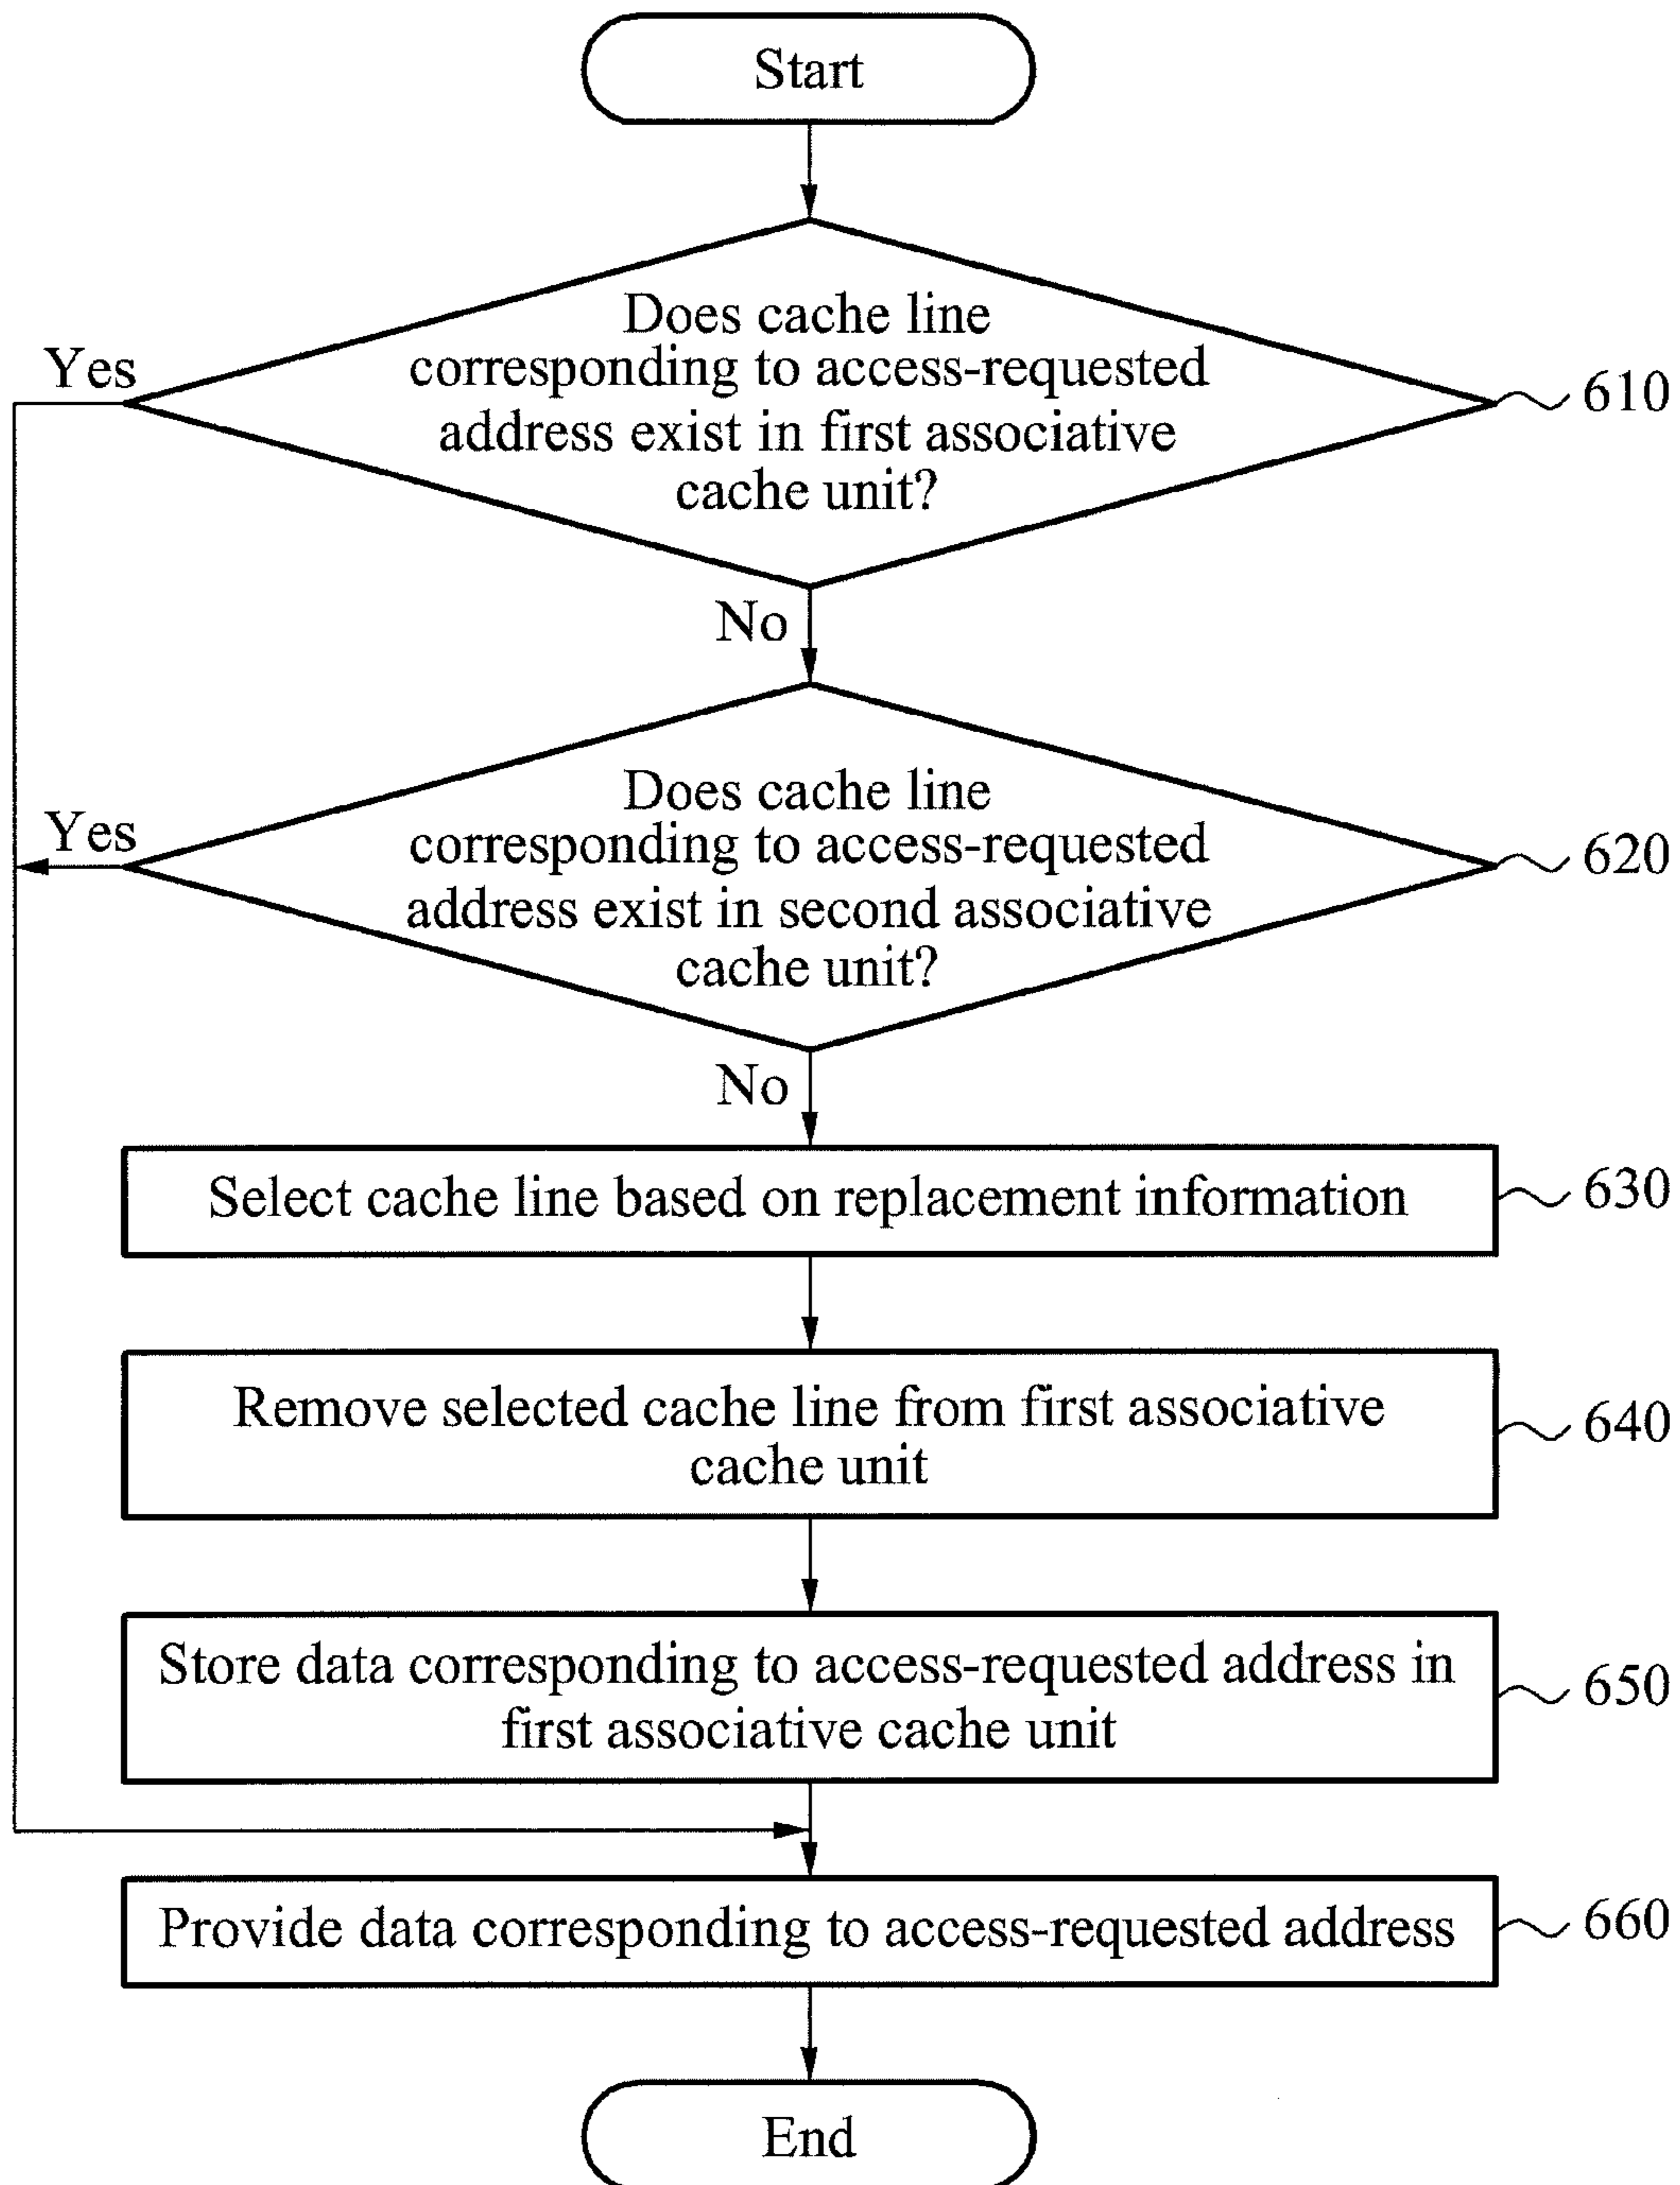 Start
Does cache line
corresponding to access-requested
address exist in first associative
cache unit?
Yes
610
No
Does cache line
corresponding to access-requested
address exist in second associative
cache unit?
Yes
620
No
Select cache line based on replacement information
630
Remove selected cache line from first associative
cache unit
640
Store data corresponding to access-requested address in
first associative cache unit
650
Provide data corresponding to access-requested address
660
End